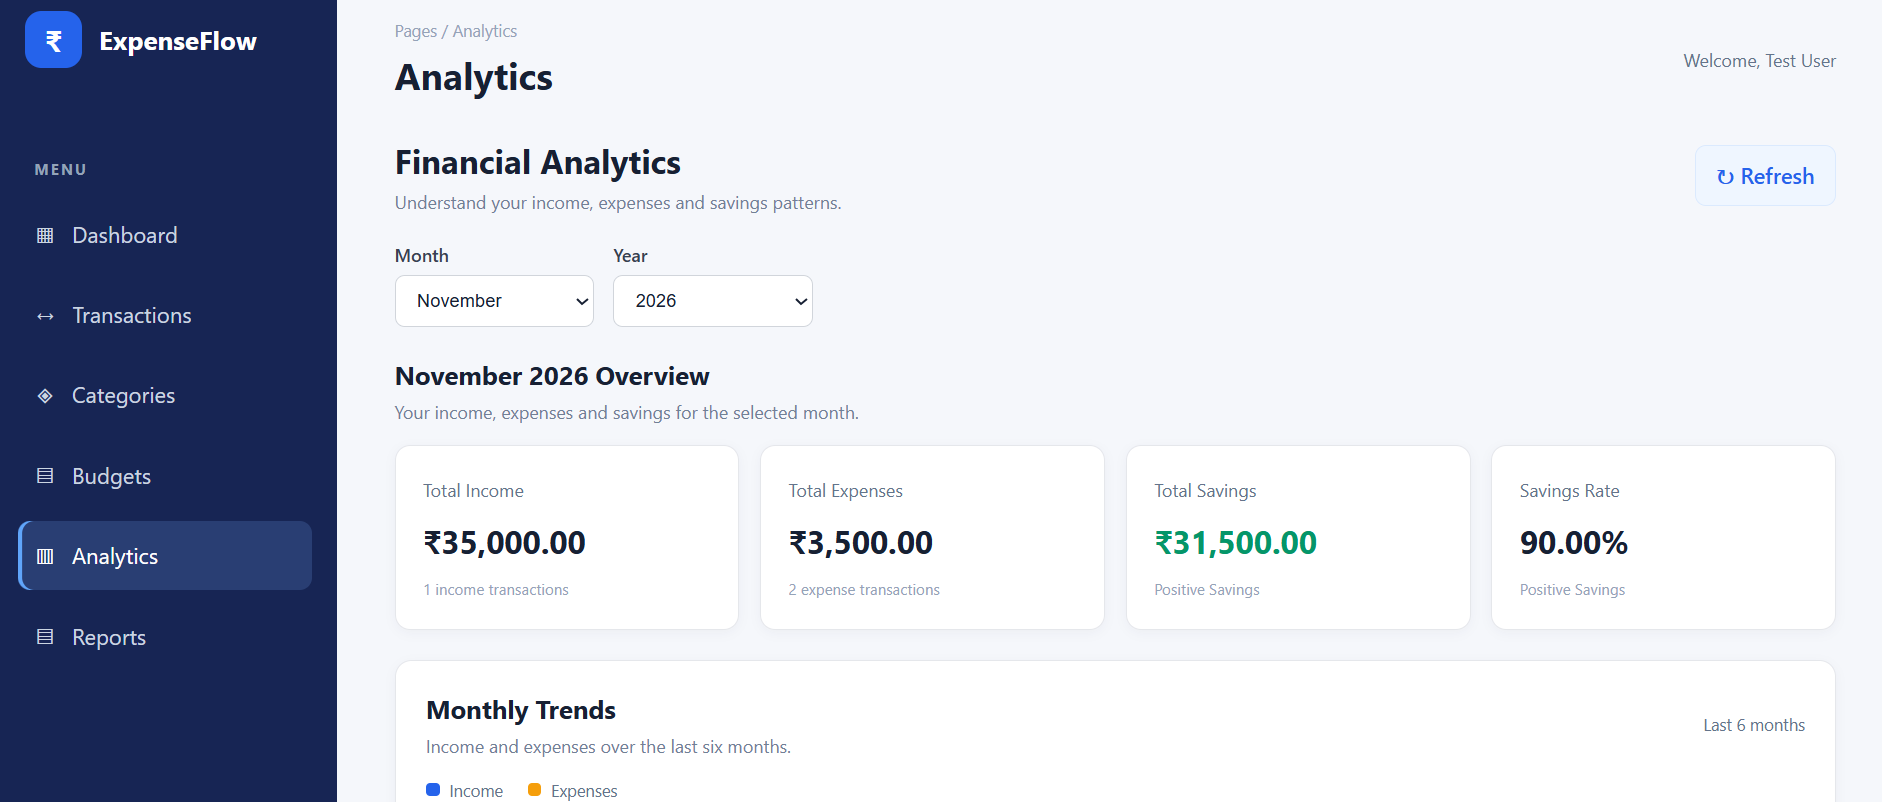 ₹ ExpenseFlow
MENU
Dashboard
Transactions
Categories
Budgets
Analytics
Reports
Pages / Analytics
Analytics
Welcome, Test User
Financial Analytics
Understand your income, expenses and savings patterns.
↻ Refresh
Month Year
November 2026
November 2026 Overview
Your income, expenses and savings for the selected month.
Total Income
₹35,000.00
1 income transactions
Total Expenses
₹3,500.00
2 expense transactions
Total Savings
₹31,500.00
Positive Savings
Savings Rate
90.00%
Positive Savings
Monthly Trends
Income and expenses over the last six months.
Last 6 months
Income Expenses